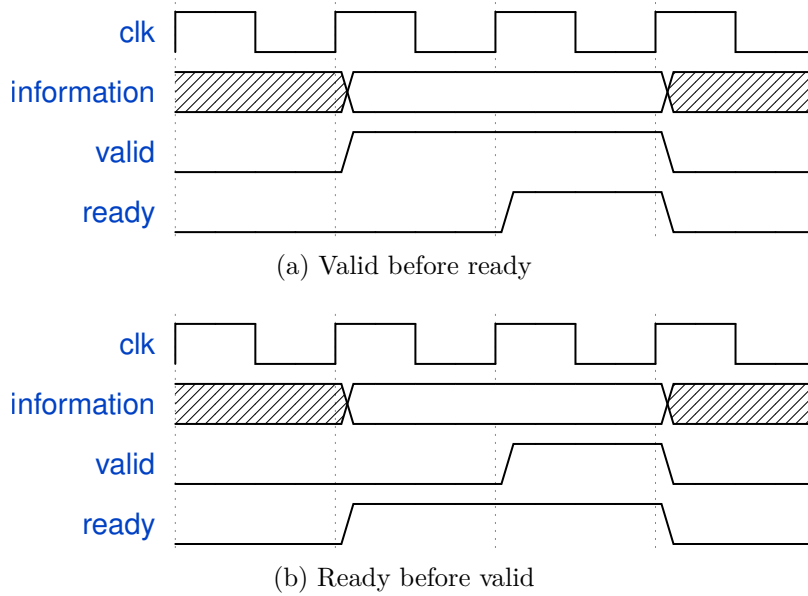 clk
information
valid
ready
(a) Valid before ready
clk
information
valid
ready
(b) Ready before valid